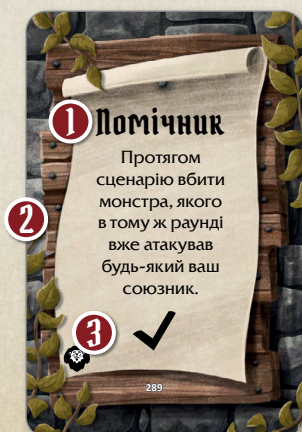 1 Помічник
Протягом
сценарію вбити
монстра, якого
2 в тому ж раунді
вже атакував
будь-який ваш
союзник.
3
289